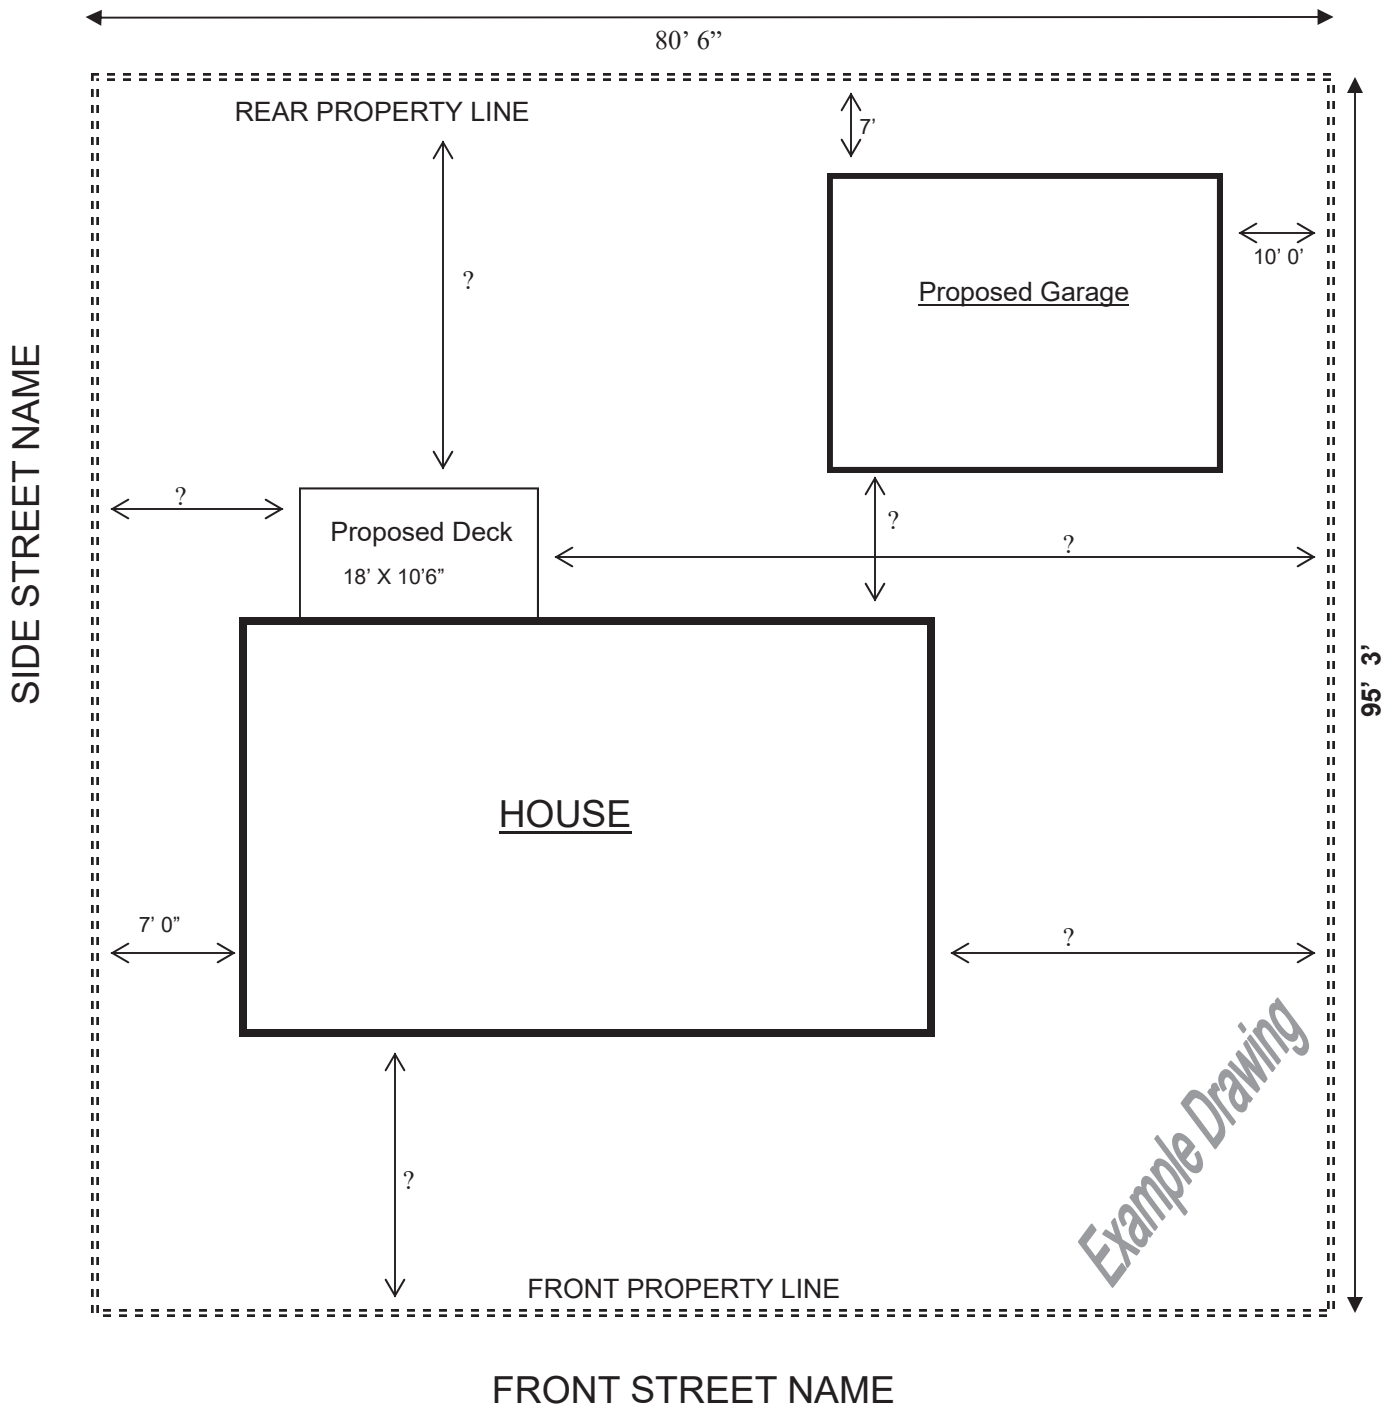 80’ 6”
REAR PROPERTY LINE
7’
10’ 0’
Proposed Garage
?
SIDE STREET NAME
?
?
Proposed Deck
?
18’ X 10’6”
95’ 3’
HOUSE
7’ 0”
?
Example Drawing
?
FRONT PROPERTY LINE
FRONT STREET NAME